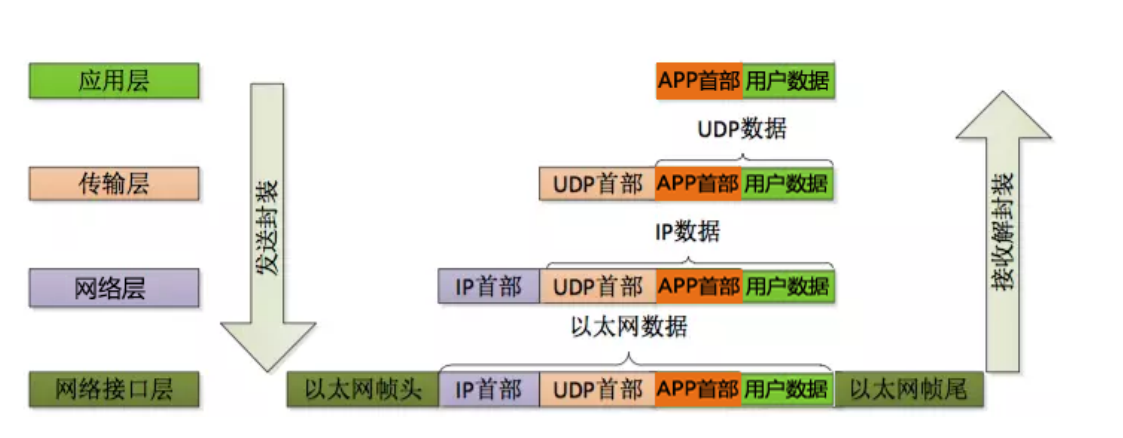 应用层 APP首部 用户数据
UDP数据
传输层 UDP首部 APP首部 用户数据
发送封装
接收解封装
IP数据
网络层 IP首部 UDP首部 APP首部 用户数据
以太网数据
网络接口层 以太网帧头 IP首部 UDP首部 APP首部 用户数据 以太网帧尾